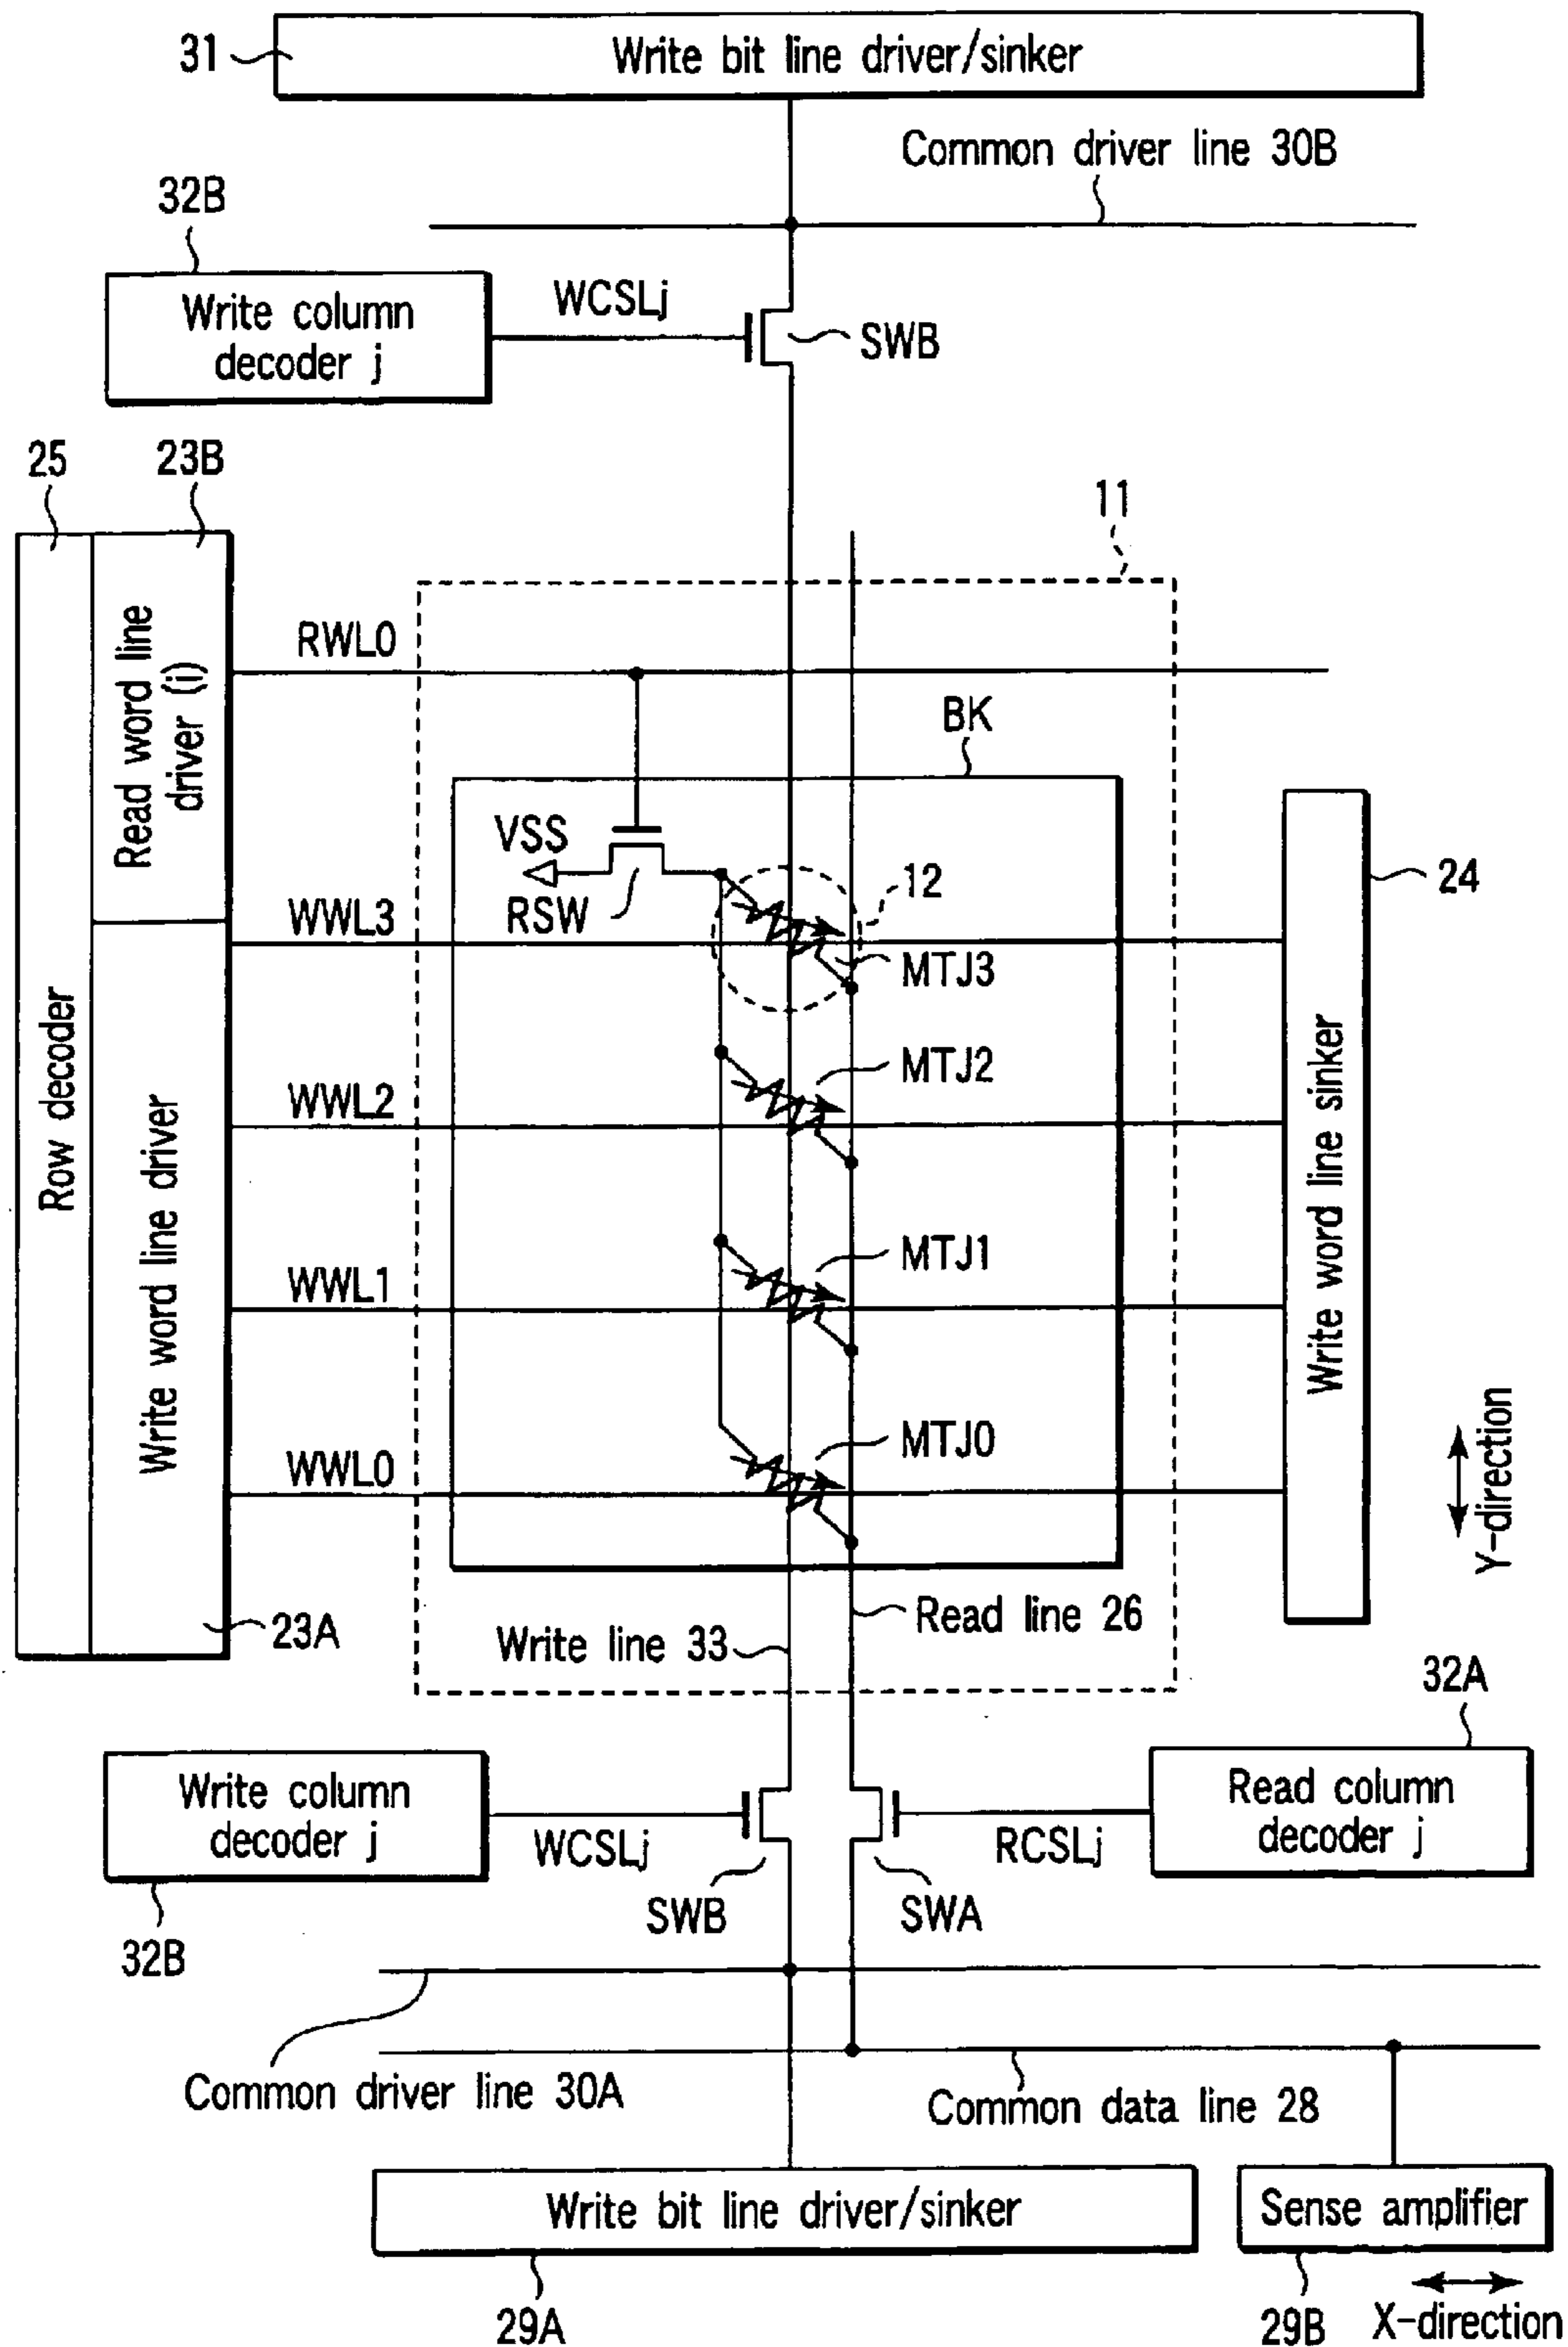 31
Write bit line driver/sinker
Common driver line 30B
32B
Write column
decoder j
WCSLj
SWB
25
23B
11
Row decoder
Read word line
driver (i)
Write word line driver
RWL0
BK
VSS
RSW
12
24
WWL3
MTJ3
WWL2
MTJ2
WWL1
MTJ1
WWL0
MTJ0
Write word line sinker
Y-direction
23A
Write line 33
Read line 26
32A
Write column
decoder j
WCSLj
RCSLj
Read column
decoder j
SWB
SWA
32B
Common driver line 30A
Common data line 28
Write bit line driver/sinker
Sense amplifier
29A
29B
X-direction